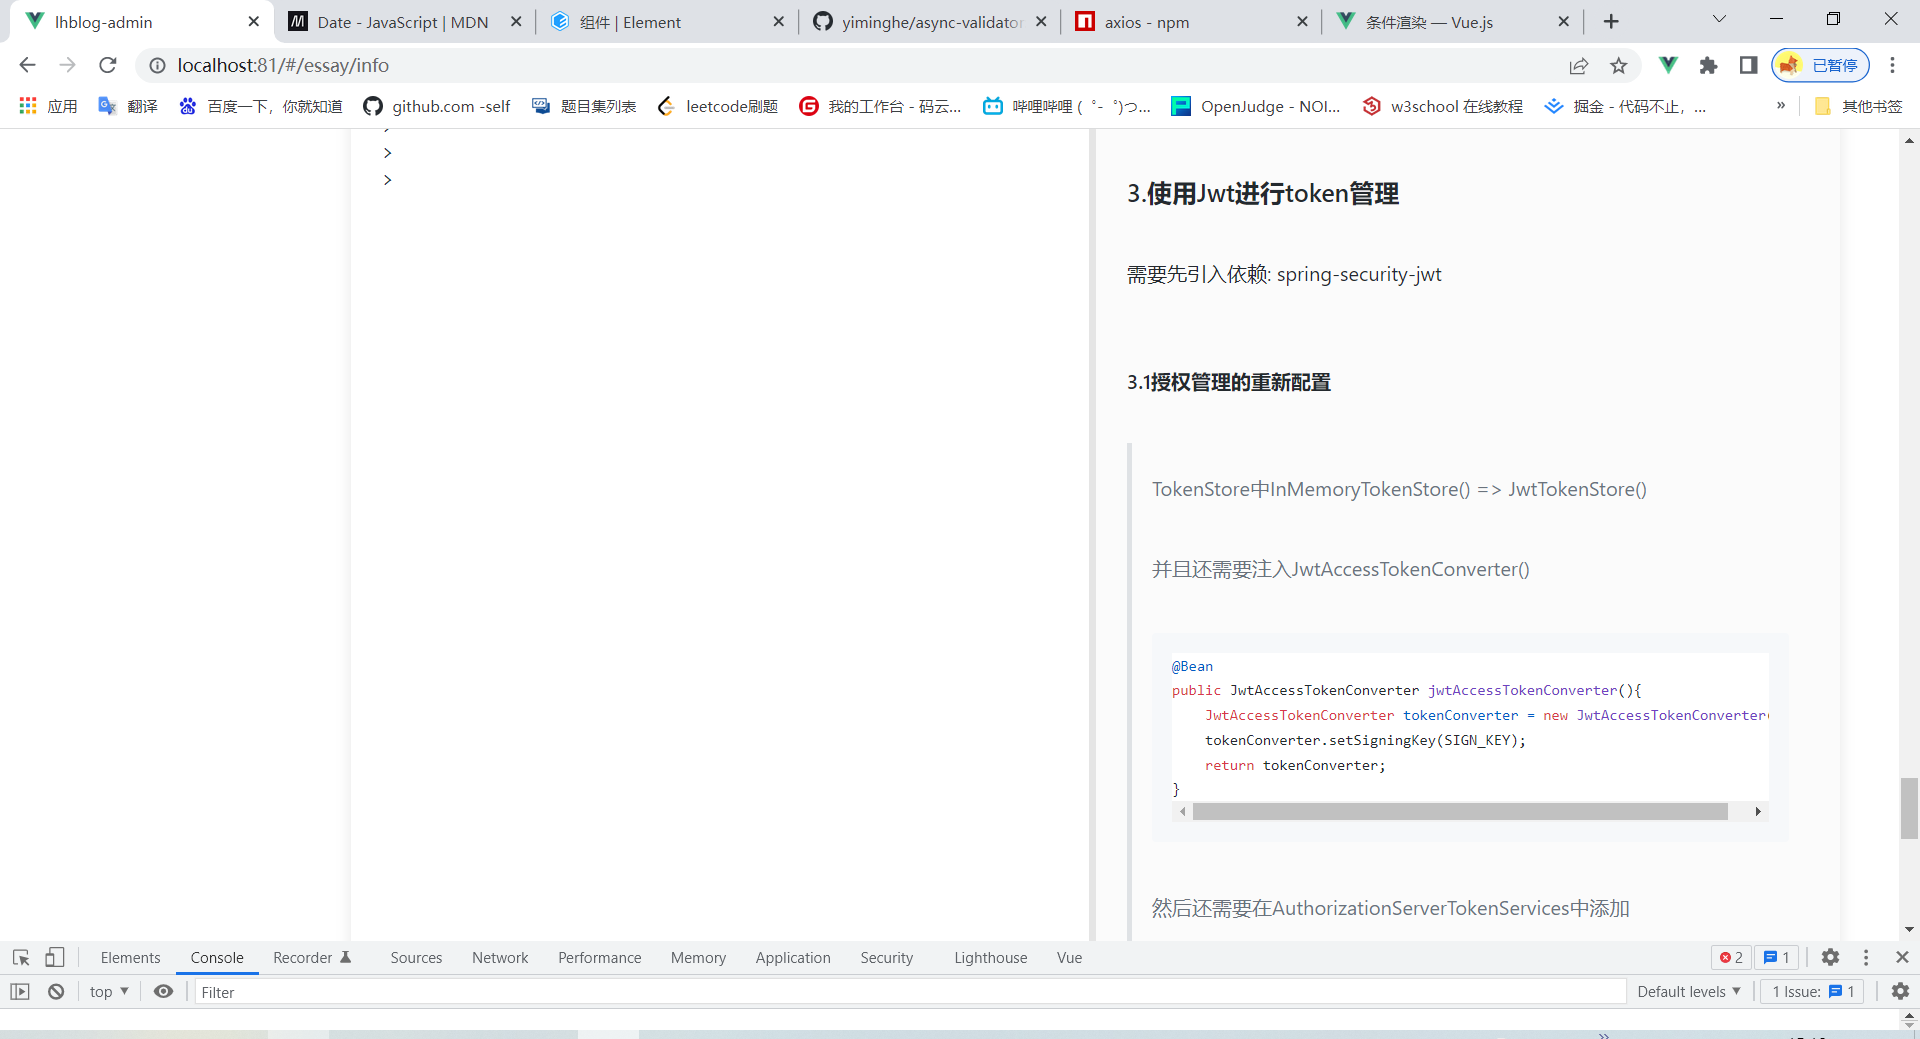 lhblog-admin
Date - JavaScript | MDN
组件 | Element
yiminghe/async-validator
axios - npm
条件渲染 — Vue.js
localhost:81/#/essay/info
已暂停
应用
翻译
百度一下，你就知道
github.com -self
题目集列表
leetcode刷题
我的工作台 - 码云...
哔哩哔哩 ( ゜- ゜)つ...
OpenJudge - NOI...
w3school 在线教程
掘金 - 代码不止，...
»
其他书签
>
>
3.使用Jwt进行token管理
需要先引入依赖: spring-security-jwt
3.1授权管理的重新配置
TokenStore中InMemoryTokenStore() => JwtTokenStore()
并且还需要注入JwtAccessTokenConverter()
@Bean
public JwtAccessTokenConverter jwtAccessTokenConverter(){
    JwtAccessTokenConverter tokenConverter = new JwtAccessTokenConverter(
    tokenConverter.setSigningKey(SIGN_KEY);
    return tokenConverter;
}
然后还需要在AuthorizationServerTokenServices中添加
Elements
Console
Recorder
Sources
Network
Performance
Memory
Application
Security
Lighthouse
Vue
2
1
top
Filter
Default levels
1 Issue: 1